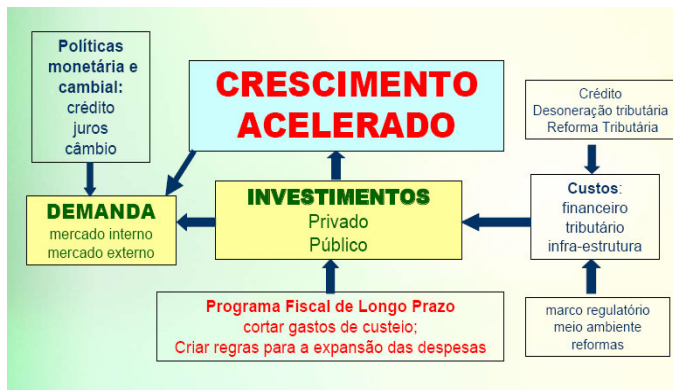 Políticas
monetária e
cambial:
crédito
juros
câmbio
CRESCIMENTO
ACELERADO
Crédito
Desoneração tributária
Reforma Tributária
DEMANDA
mercado interno
mercado externo
INVESTIMENTOS
Privado
Público
Custos:
financeiro
tributário
infra-estrutura
Programa Fiscal de Longo Prazo
cortar gastos de custeio;
Criar regras para a expansão das despesas
marco regulatório
meio ambiente
reformas